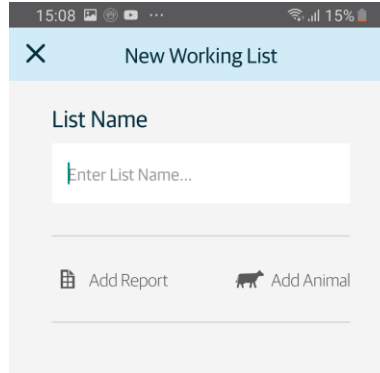 15:08 ... 15%
New Working List
List Name
Enter List Name...
Add Report Add Animal